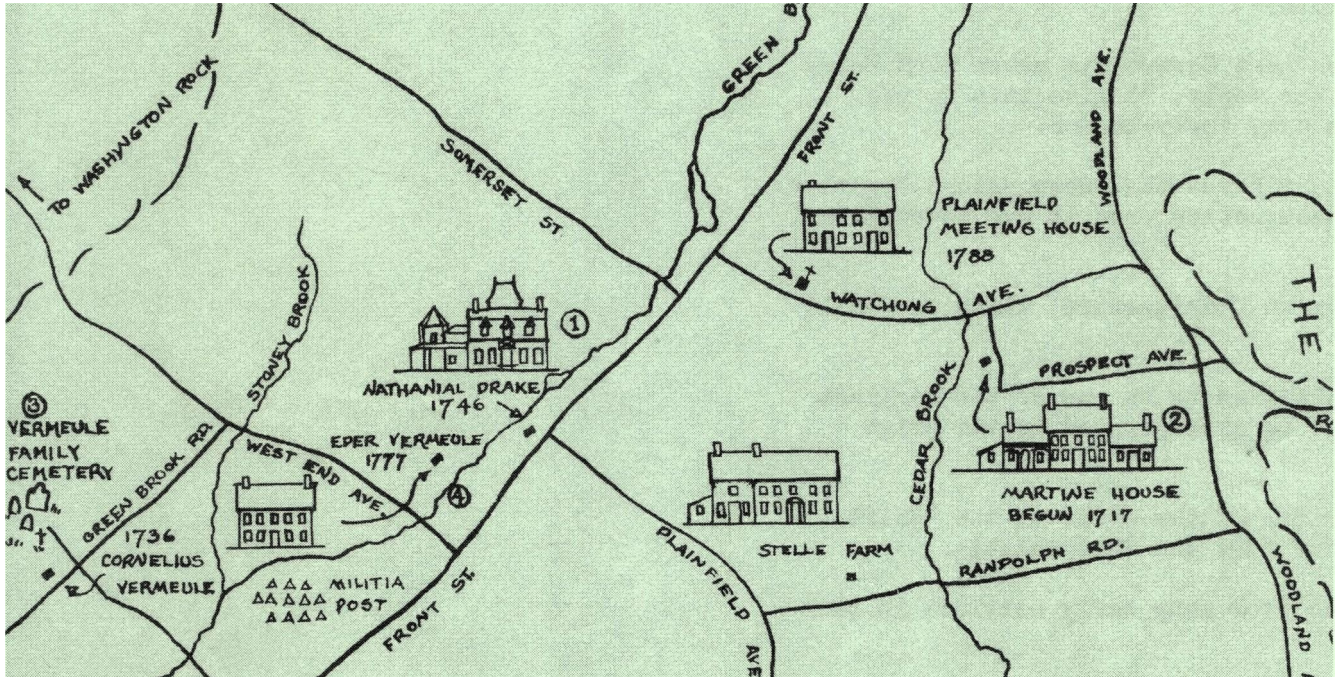 TO WASHINGTON ROCK
SOMERSET ST.
GREEN B
FRONT ST.
WOODLAND AVE.
PLAINFIELD
MEETING HOUSE
1788
WATCHUNG AVE.
THE
STONEY BROOK
1
NATHANIAL DRAKE
1746
PROSPECT AVE.
CEDAR BROOK
2
MARTINE HOUSE
BEGUN 1717
3
VERMEULE
FAMILY
CEMETERY
GREEN BROOK RD.
WEST END AVE.
EDER VERMEULE
1777
4
1736
CORNELIUS
VERMEULE
MILITIA
POST
FRONT ST.
PLAINFIELD AVE
STELLE FARM
RANDOLPH RD.
WOODLAND